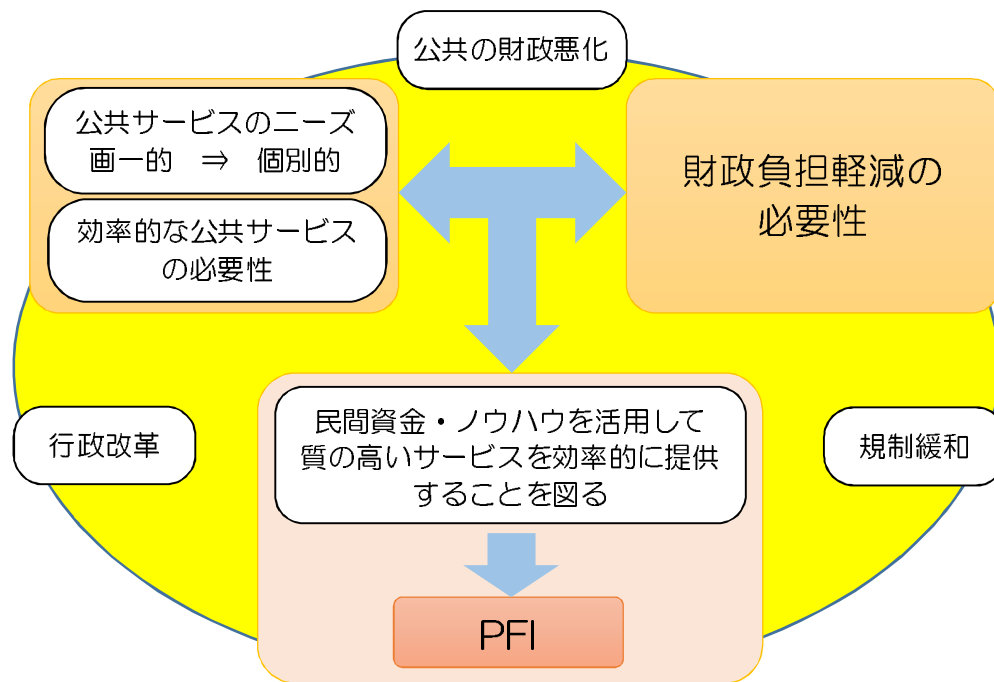 公共の財政悪化
公共サービスのニーズ
画一的 ⇒ 個別的
効率的な公共サービス
の必要性
財政負担軽減の
必要性
行政改革
民間資金・ノウハウを活用して
質の高いサービスを効率的に提供
することを図る
規制緩和
PFI